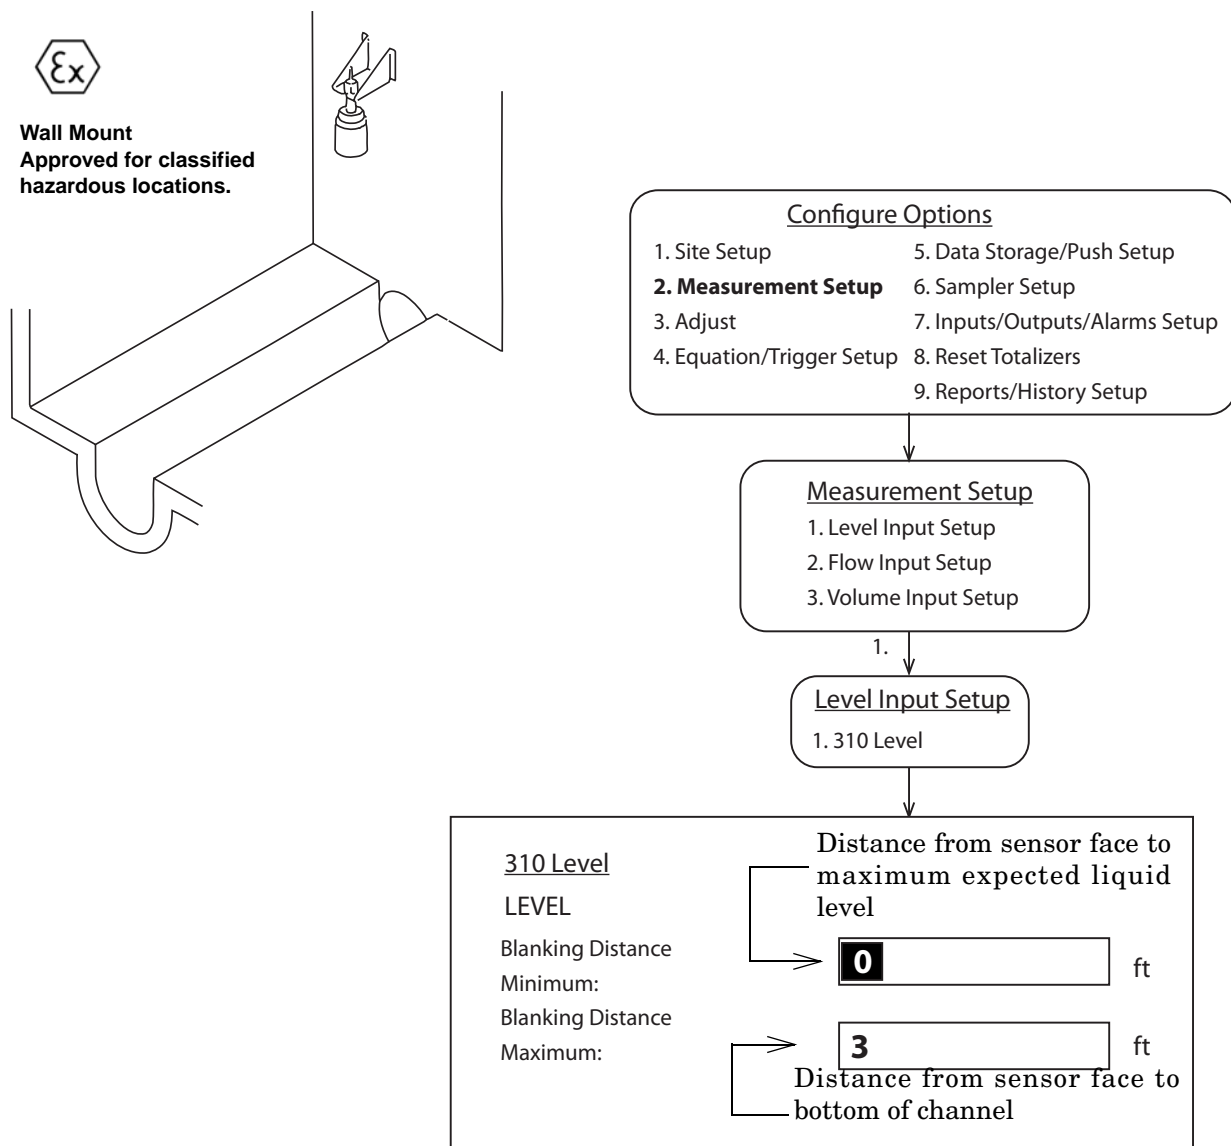 Ex
Wall Mount
Approved for classified
hazardous locations.
Configure Options
1. Site Setup
2. Measurement Setup
3. Adjust
4. Equation/Trigger Setup
5. Data Storage/Push Setup
6. Sampler Setup
7. Inputs/Outputs/Alarms Setup
8. Reset Totalizers
9. Reports/History Setup
Measurement Setup
1. Level Input Setup
2. Flow Input Setup
3. Volume Input Setup
1.
Level Input Setup
1. 310 Level
310 Level
LEVEL
Distance from sensor face to
maximum expected liquid
level
Blanking Distance
Minimum:
0 ft
Blanking Distance
Maximum:
3 ft
Distance from sensor face to
bottom of channel